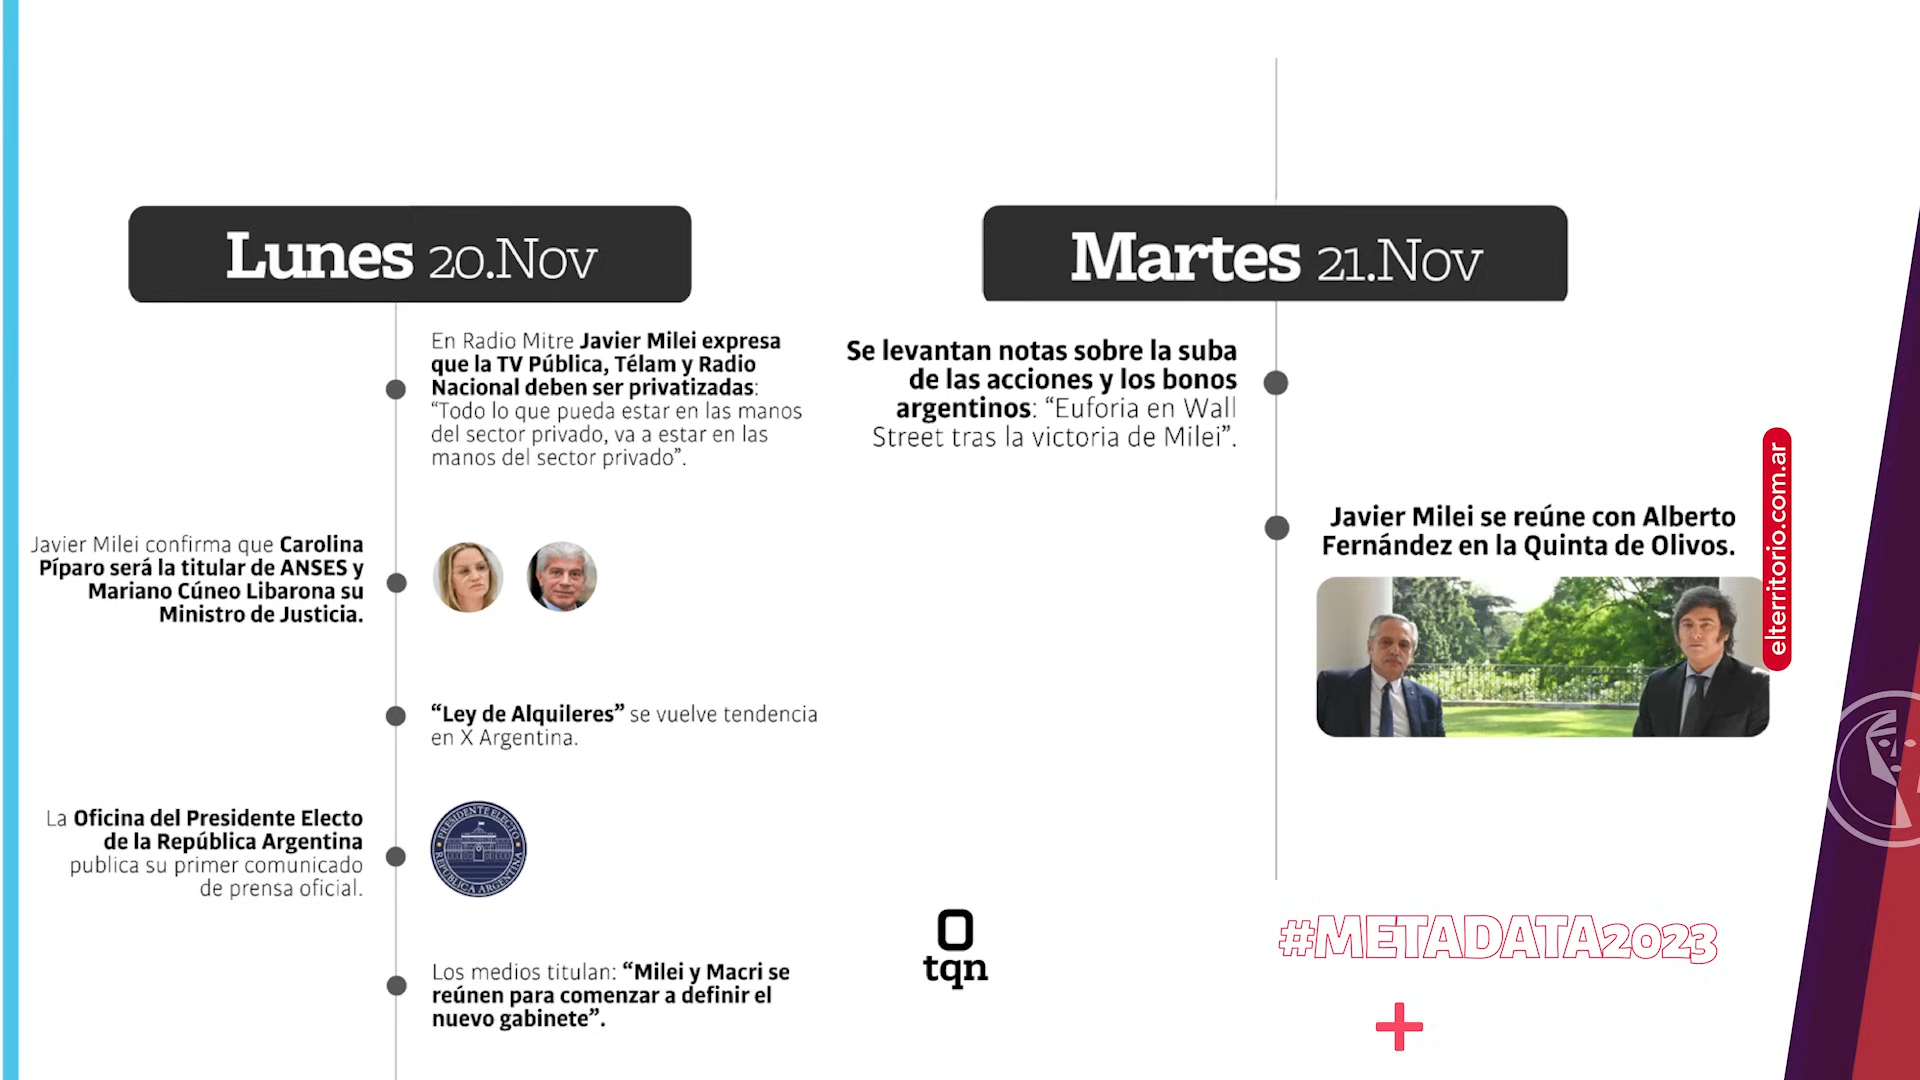 Lunes 20.Nov
En Radio Mitre Javier Milei expresa
que la TV Pública, Télam y Radio
Nacional deben ser privatizadas:
“Todo lo que pueda estar en las manos
del sector privado, va a estar en las
manos del sector privado”.
Javier Milei confirma que Carolina
Píparo será la titular de ANSES y
Mariano Cúneo Libarona su
Ministro de Justicia.
“Ley de Alquileres” se vuelve tendencia
en X Argentina.
La Oficina del Presidente Electo
de la República Argentina
publica su primer comunicado
de prensa oficial.
PRESIDENTE ELECTO
REPÚBLICA ARGENTINA
Los medios titulan: “Milei y Macri se
reúnen para comenzar a definir el
nuevo gabinete”.
Martes 21.Nov
Se levantan notas sobre la suba
de las acciones y los bonos
argentinos: “Euforia en Wall
Street tras la victoria de Milei”.
Javier Milei se reúne con Alberto
Fernández en la Quinta de Olivos.
elterritorio.com.ar
tqn
#METADATA2023